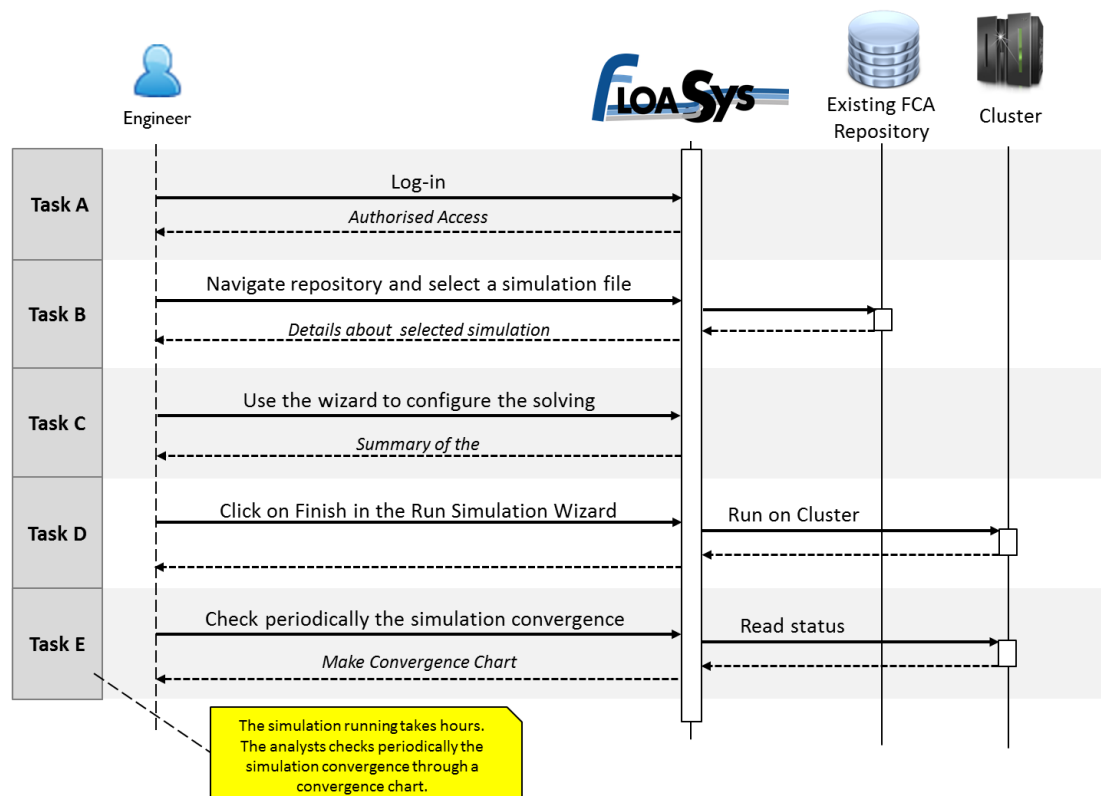 Engineer
FLOASYS
Existing FCA
Repository
Cluster
Task A
Log-in
Authorised Access
Task B
Navigate repository and select a simulation file
Details about selected simulation
Task C
Use the wizard to configure the solving
Summary of the
Task D
Click on Finish in the Run Simulation Wizard
Run on Cluster
Task E
Check periodically the simulation convergence
Read status
Make Convergence Chart
The simulation running takes hours.
The analysts checks periodically the
simulation convergence through a
convergence chart.